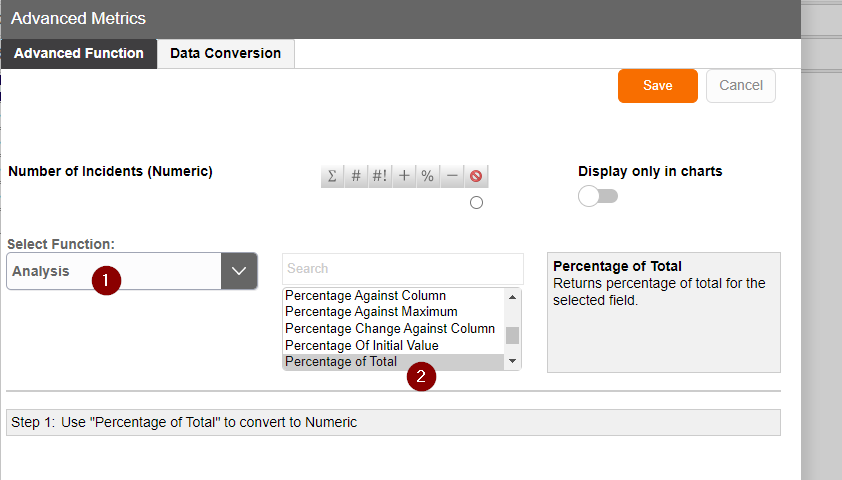 Advanced Metrics
Advanced Function
Data Conversion
Save
Cancel
Number of Incidents (Numeric)
Σ # #! + % −
Display only in charts
Select Function:
Analysis
1
Search
Percentage Against Column
Percentage Against Maximum
Percentage Change Against Column
Percentage Of Initial Value
Percentage of Total
2
Percentage of Total
Returns percentage of total for the
selected field.
Step 1: Use "Percentage of Total" to convert to Numeric